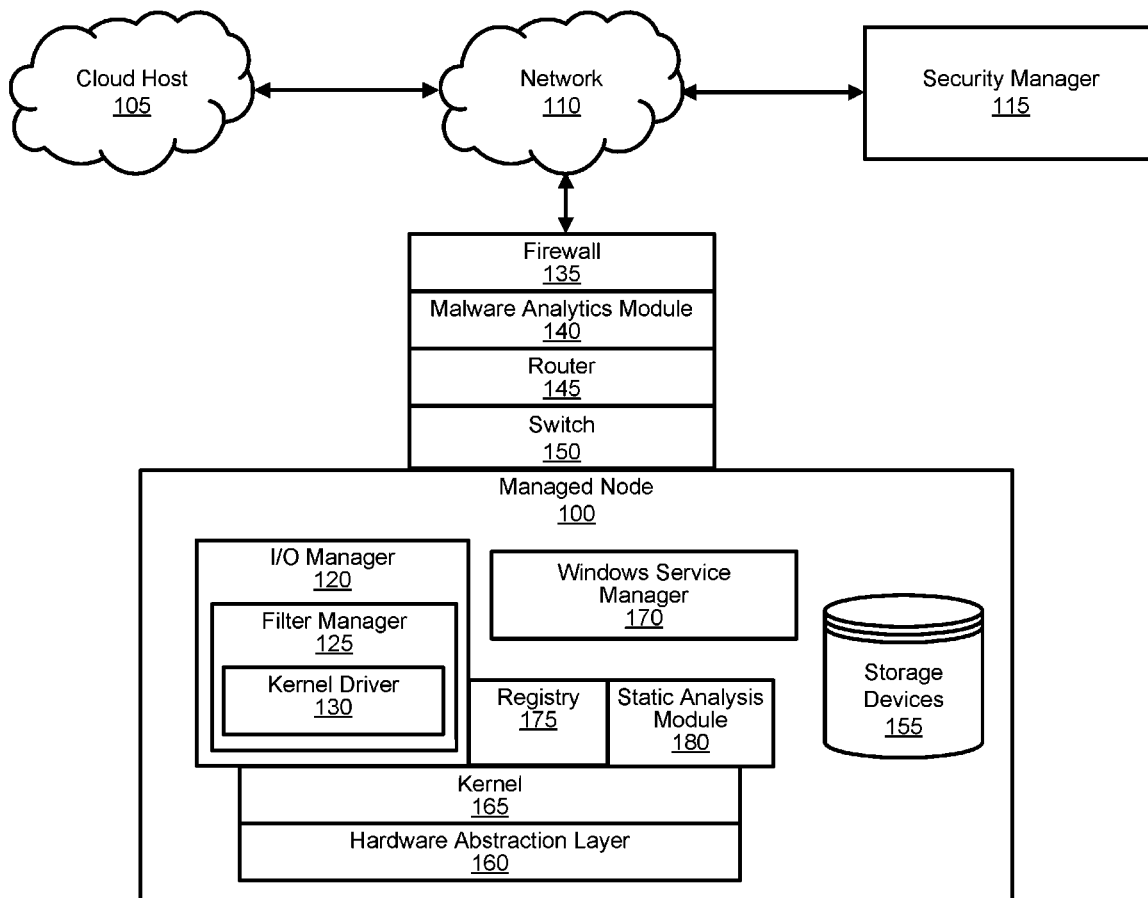 Cloud Host
105
Network
110
Security Manager
115
Firewall
135
Malware Analytics Module
140
Router
145
Switch
150
Managed Node
100
I/O Manager
120
Filter Manager
125
Kernel Driver
130
Windows Service
Manager
170
Registry
175
Static Analysis
Module
180
Storage
Devices
155
Kernel
165
Hardware Abstraction Layer
160